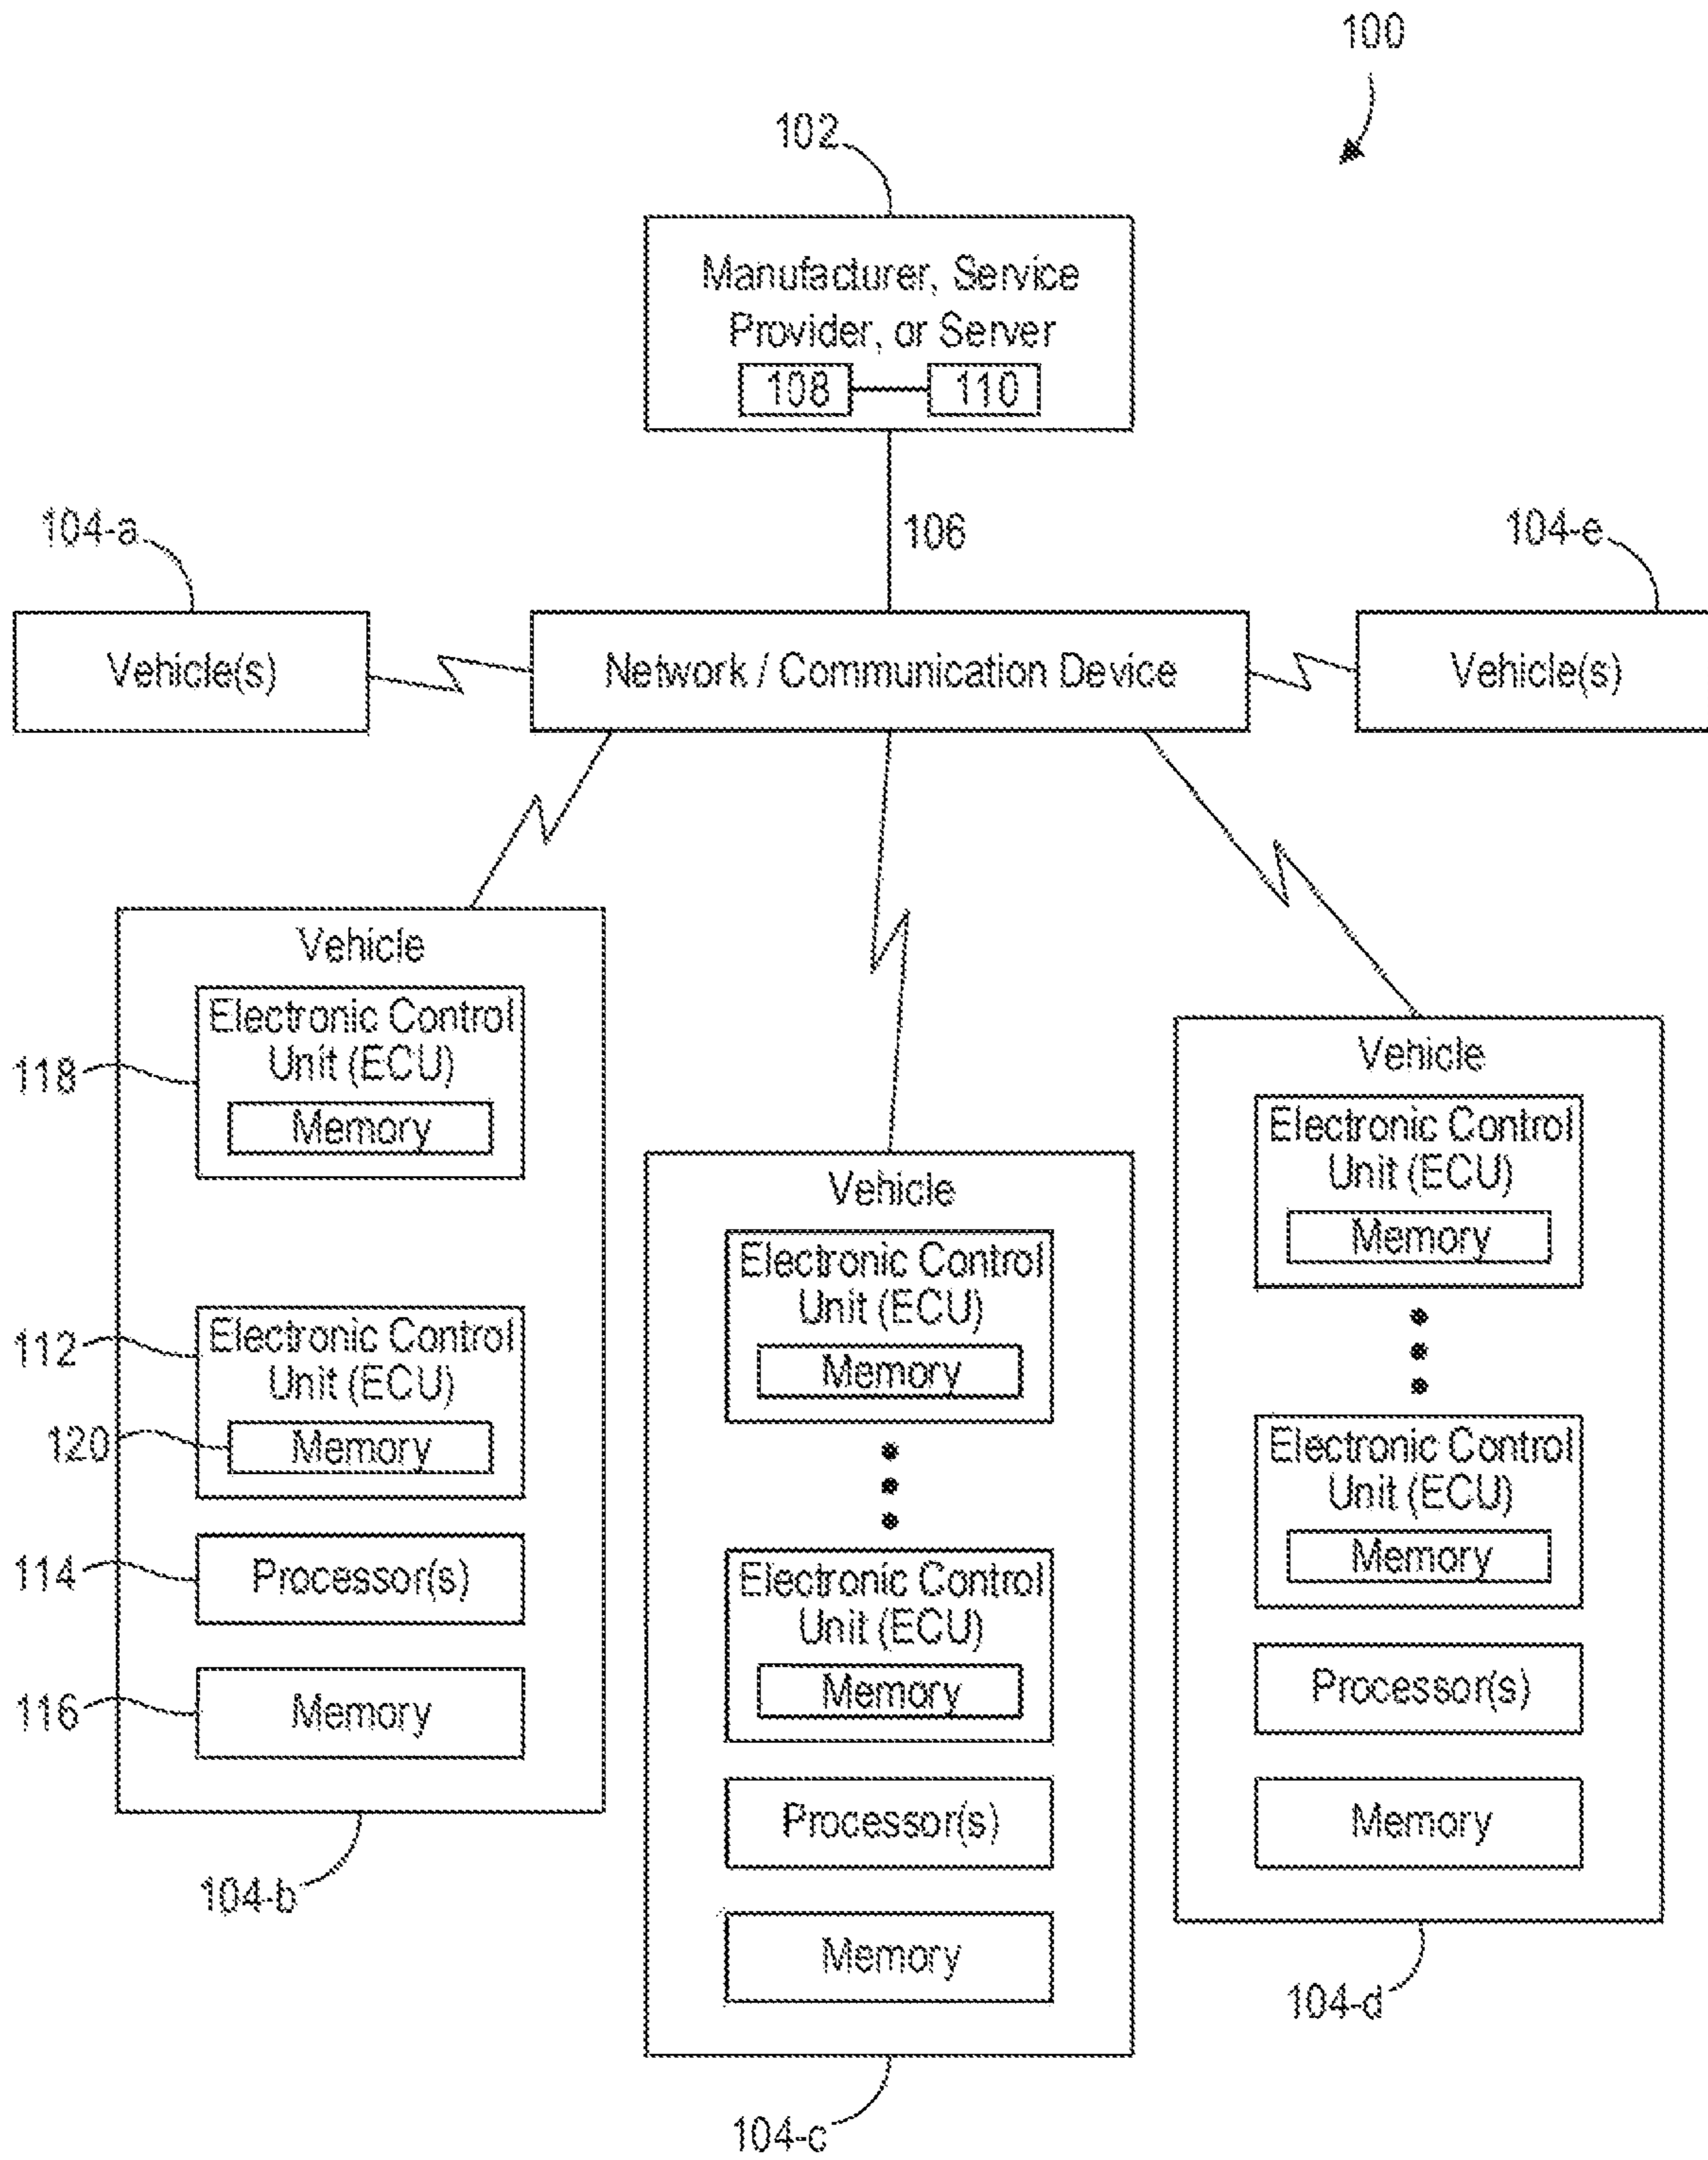 100
102
Manufacturer, Service
Provider, or Server
108
110
106
104-a
104-e
Vehicle(s)
Network / Communication Device
Vehicle(s)
Vehicle
Electronic Control
Unit (ECU)
Memory
118
Electronic Control
Unit (ECU)
Memory
112
120
Processor(s)
114
Memory
116
104-b
Vehicle
Electronic Control
Unit (ECU)
Memory
Electronic Control
Unit (ECU)
Memory
Processor(s)
Memory
104-c
Vehicle
Electronic Control
Unit (ECU)
Memory
Electronic Control
Unit (ECU)
Memory
Processor(s)
Memory
104-d